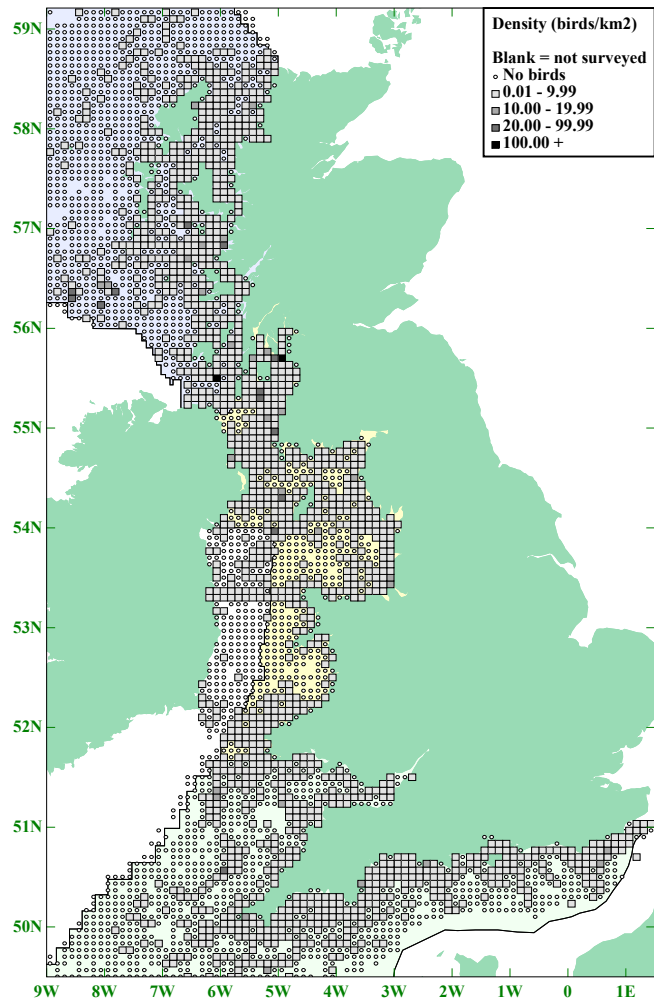 Density (birds/km2)
Blank = not surveyed
No birds
0.01 - 9.99
10.00 - 19.99
20.00 - 99.99
100.00 +
59N
58N
57N
56N
55N
54N
53N
52N
51N
50N
9W 8W 7W 6W 5W 4W 3W 2W 1W 0 1E